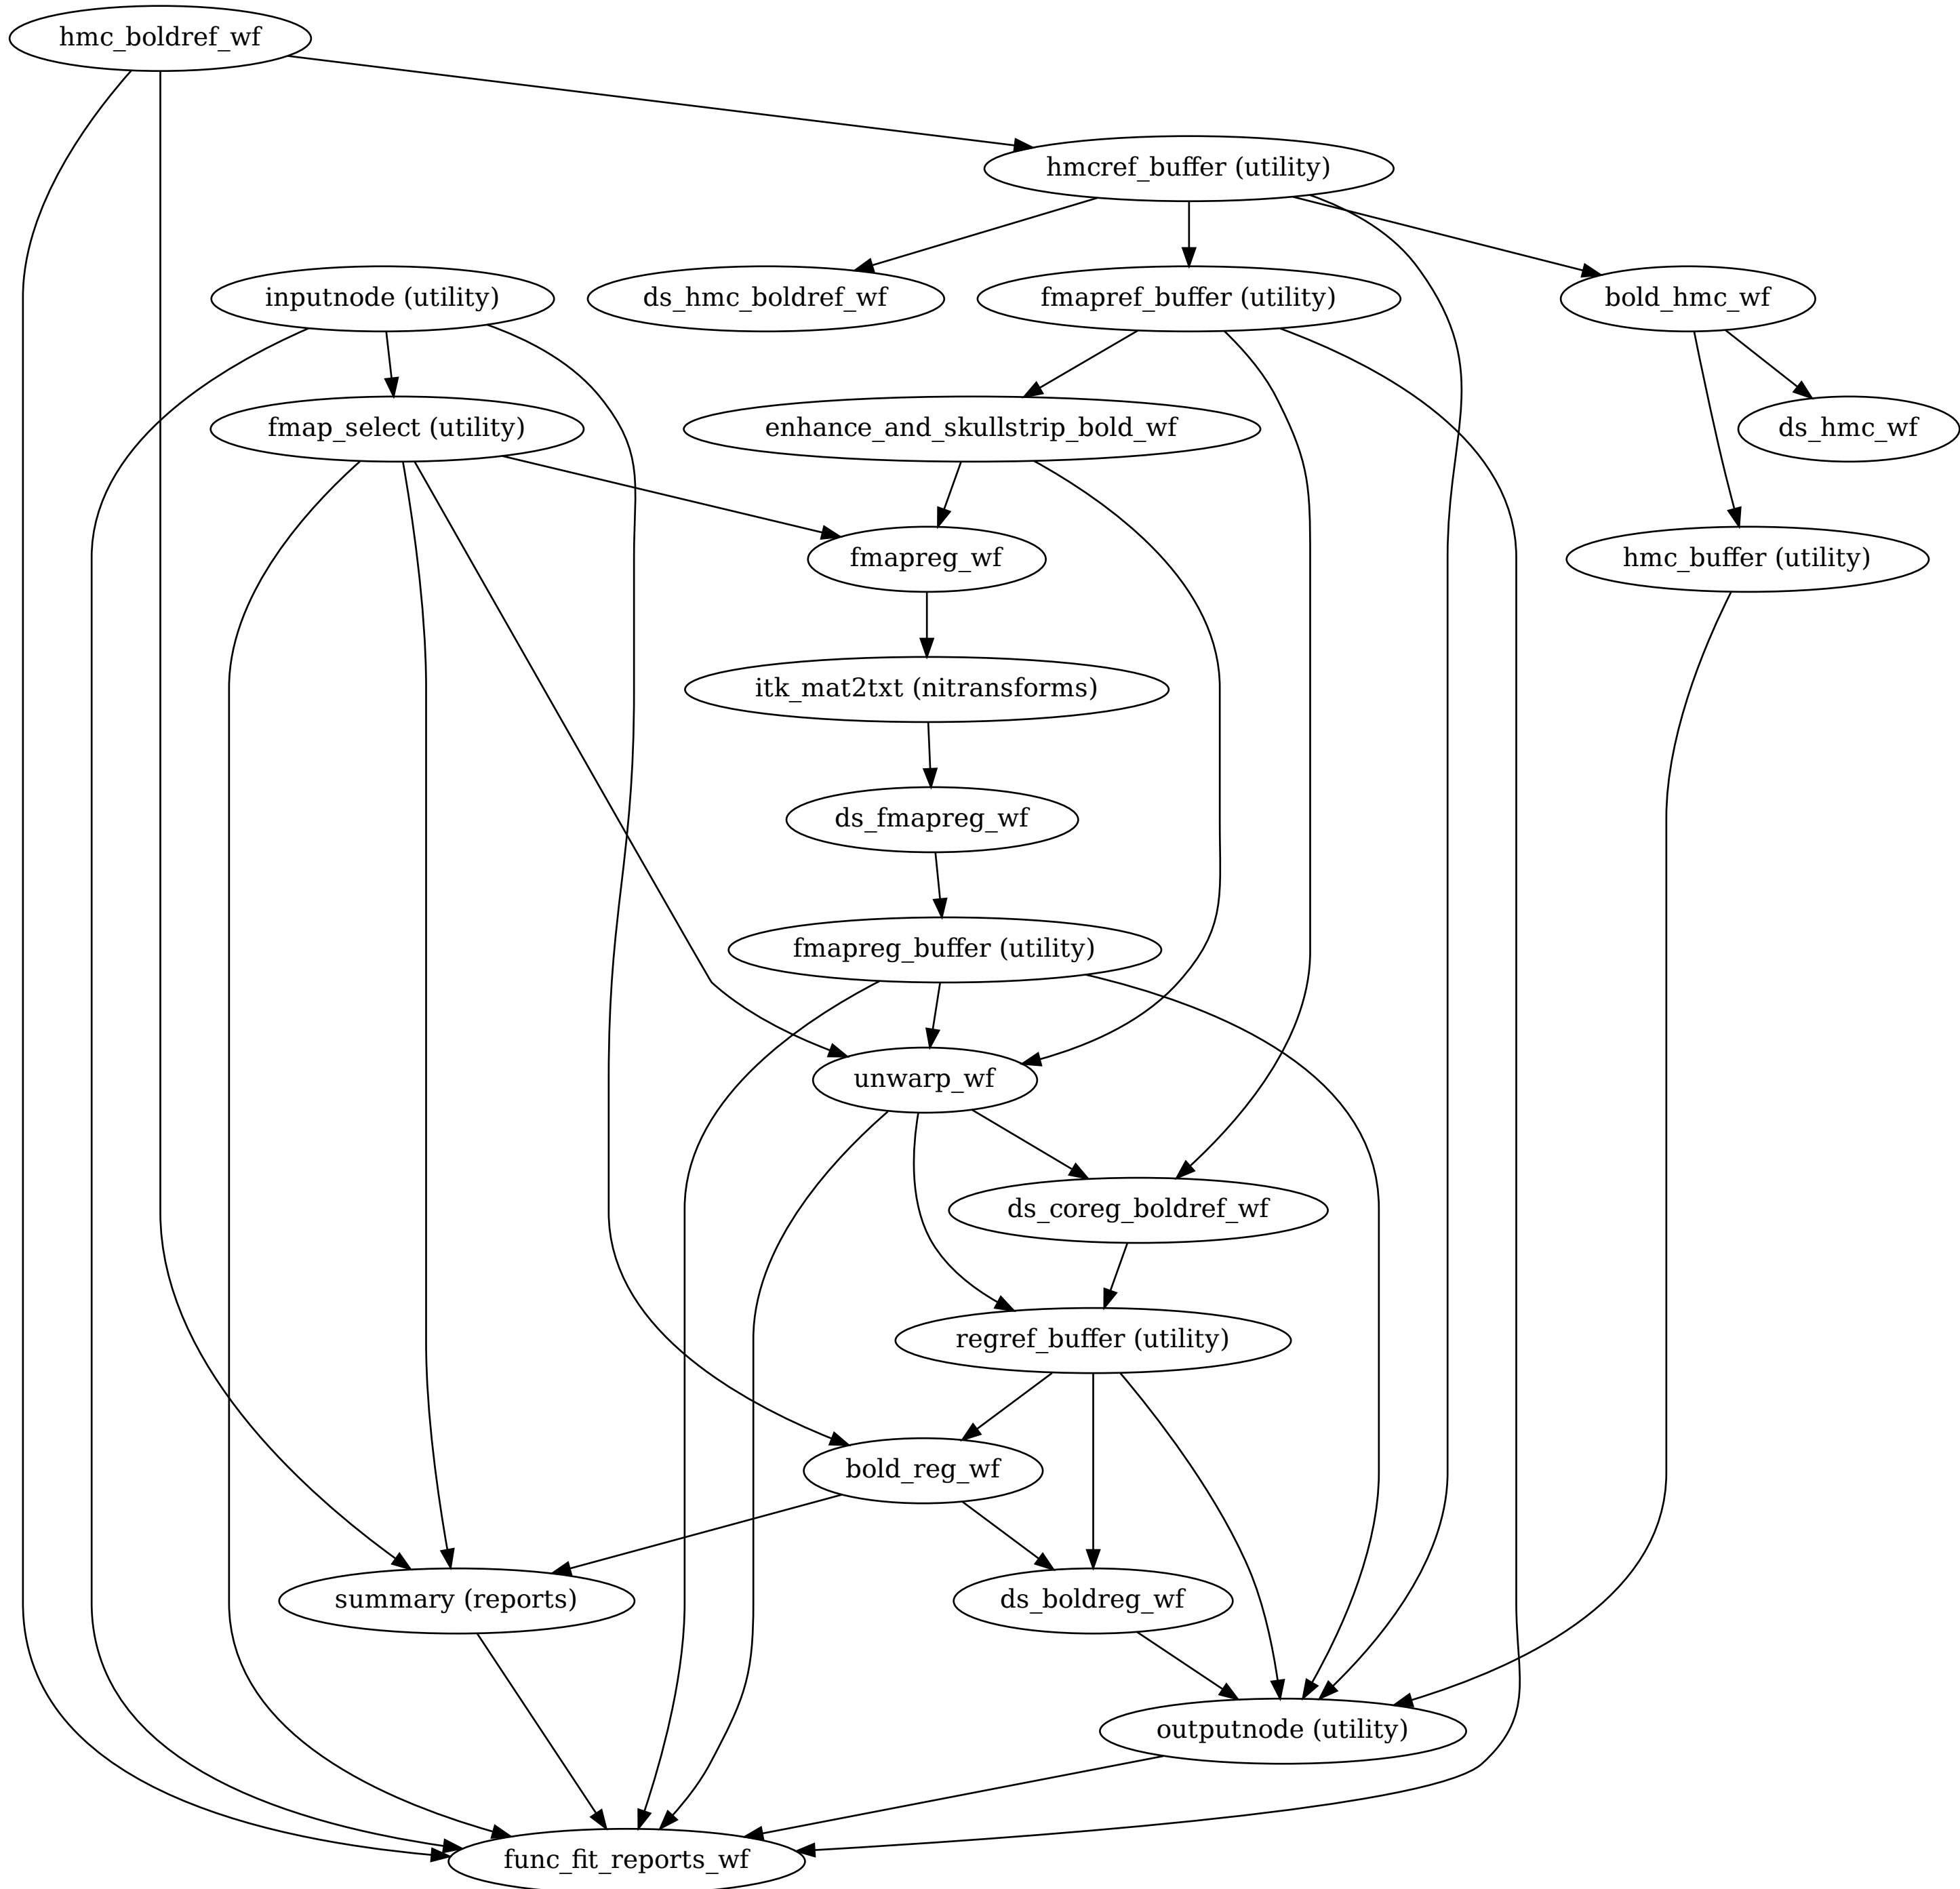 hmc_boldref_wf
hmcref_buffer (utility)
inputnode (utility)
ds_hmc_boldref_wf
fmapref_buffer (utility)
bold_hmc_wf
fmap_select (utility)
enhance_and_skullstrip_bold_wf
ds_hmc_wf
fmapreg_wf
hmc_buffer (utility)
itk_mat2txt (nitransforms)
ds_fmapreg_wf
fmapreg_buffer (utility)
unwarp_wf
ds_coreg_boldref_wf
regref_buffer (utility)
bold_reg_wf
summary (reports)
ds_boldreg_wf
outputnode (utility)
func_fit_reports_wf